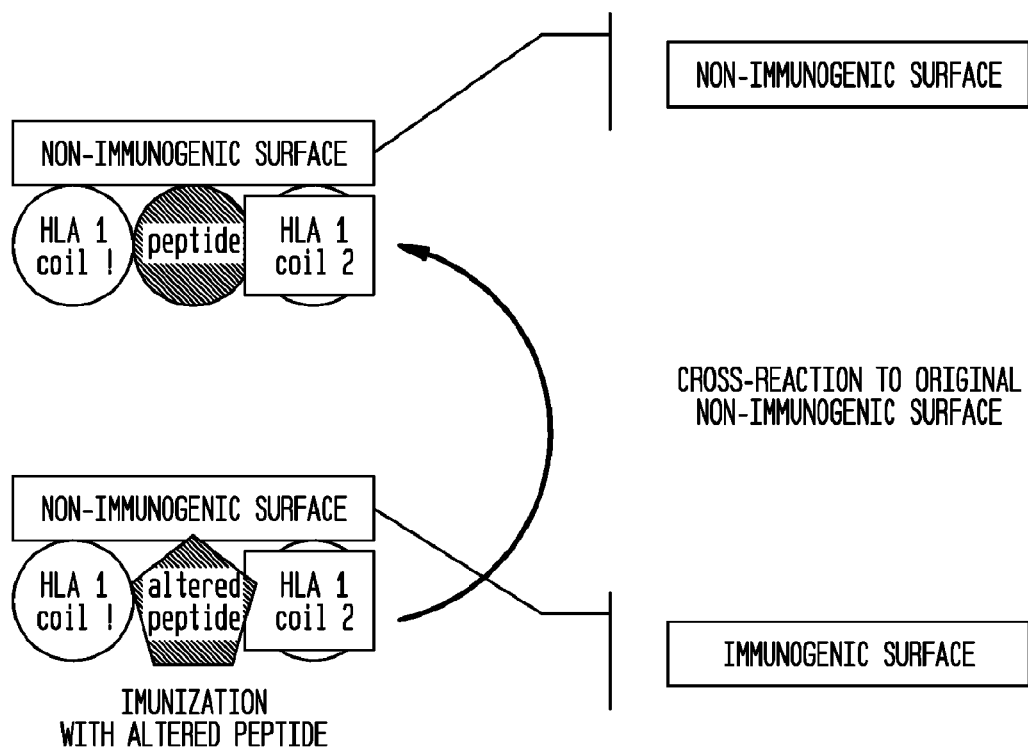 NON-IMMUNOGENIC SURFACE
NON-IMMUNOGENIC SURFACE
HLA 1
coil !
peptide
HLA 1
coil 2
CROSS-REACTION TO ORIGINAL
NON-IMMUNOGENIC SURFACE
NON-IMMUNOGENIC SURFACE
HLA 1
coil !
altered
peptide
HLA 1
coil 2
IMMUNOGENIC SURFACE
IMUNIZATION
WITH ALTERED PEPTIDE